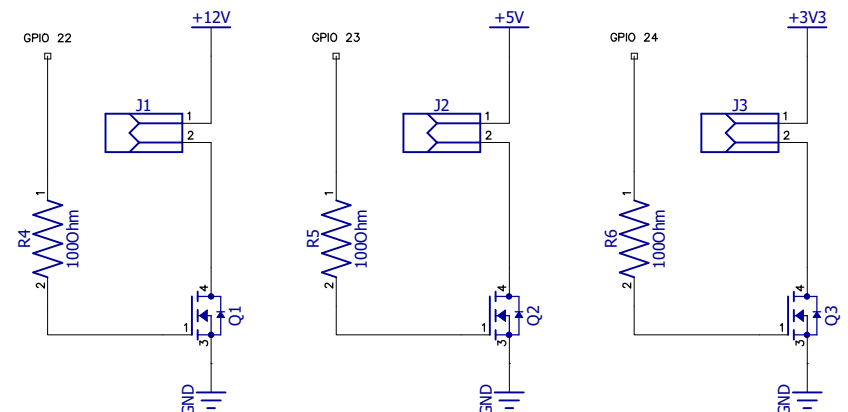 +12V
+5V
+3V3
GPIO 22
GPIO 23
GPIO 24
J1
J2
J3
1
2
1
2
1
2
1
1
1
R4
100Ohm
R5
100Ohm
R6
100Ohm
2
2
2
4
4
4
Q1
Q2
Q3
1
1
1
3
3
3
GND
GND
GND